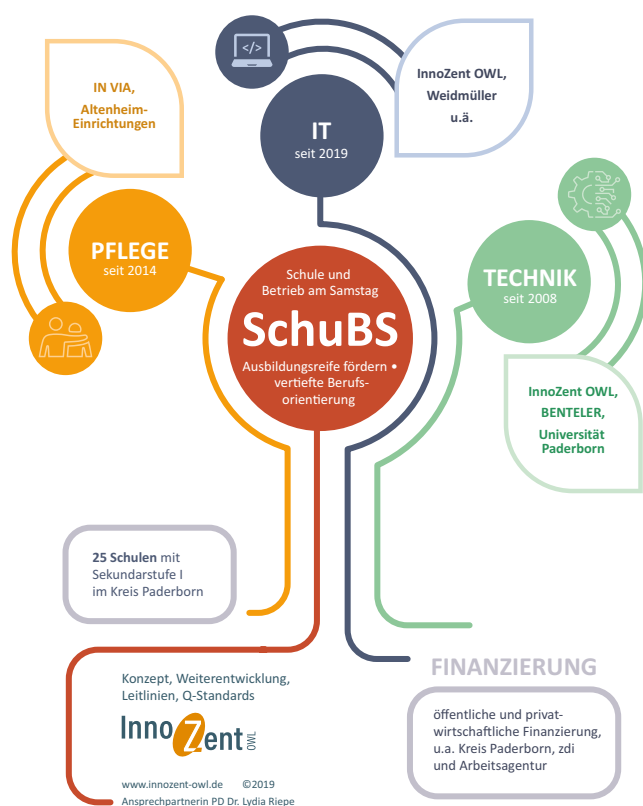 IN VIA,
Altenheim-
Einrichtungen
</>
InnoZent OWL,
Weidmüller
u.ä.
IT
seit 2019
PFLEGE
seit 2014
TECHNIK
seit 2008
Schule und
Betrieb am Samstag
SchuBS
Ausbildungsreife fördern •
vertiefte Berufs-
orientierung
InnoZent OWL,
BENTELER,
Universität
Paderborn
25 Schulen mit
Sekundarstufe I
im Kreis Paderborn
Konzept, Weiterentwicklung,
Leitlinien, Q-Standards
InnoZent OWL
www.innozent-owl.de ©2019
Ansprechpartnerin PD Dr. Lydia Riepe
FINANZIERUNG
öffentliche und privat-
wirtschaftliche Finanzierung,
u.a. Kreis Paderborn, zdi
und Arbeitsagentur